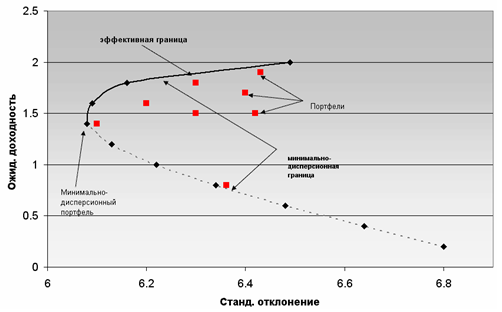 2.5
эффективная граница
2
1.5
Портфели
1
минимально-
дисперсионная
граница
Минимально-
дисперсионный
портфель
0.5
0
6
6.2
6.4
6.6
6.8
Ожид. доходность
Станд. отклонение